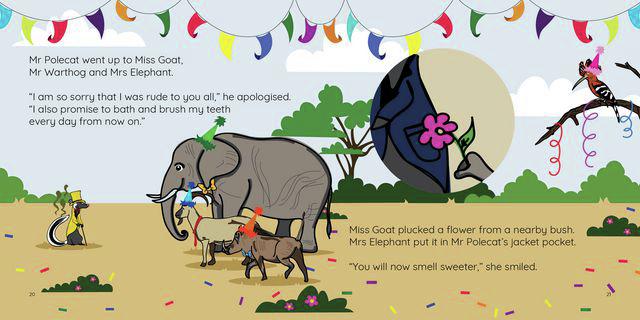 Mr Polecat went up to Miss Goat,
Mr Warthog and Mrs Elephant.
“I am so sorry that I was rude to you all,” he apologised.
“I also promise to bath and brush my teeth
every day from now on.”
Miss Goat plucked a flower from a nearby bush.
Mrs Elephant put it in Mr Polecat’s jacket pocket.
“You will now smell sweeter,” she smiled.
20
21